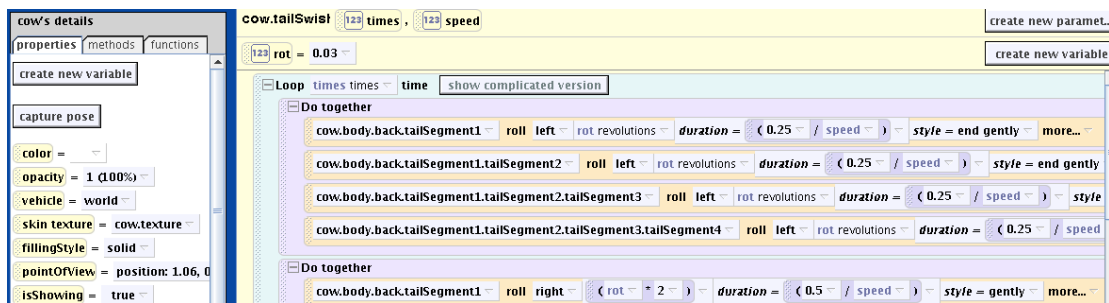 cow's details
properties methods functions
create new variable
capture pose
color =
opacity = 1 (100%)
vehicle = world
skin texture = cow.texture
fillingStyle = solid
pointOfView = position: 1.06, 0
isShowing = true
cow.tailSwist 123 times , 123 speed create new paramet..
123 rot = 0.03 create new variable
Loop times times time show complicated version
Do together
cow.body.back.tailSegment1 roll left rot revolutions duration = ( 0.25 / speed ) style = end gently more...
cow.body.back.tailSegment1.tailSegment2 roll left rot revolutions duration = ( 0.25 / speed ) style = end gently
cow.body.back.tailSegment1.tailSegment2.tailSegment3 roll left rot revolutions duration = ( 0.25 / speed ) style
cow.body.back.tailSegment1.tailSegment2.tailSegment3.tailSegment4 roll left rot revolutions duration = ( 0.25 / speed
Do together
cow.body.back.tailSegment1 roll right ( rot * 2 ) duration = ( 0.5 / speed ) style = gently more...